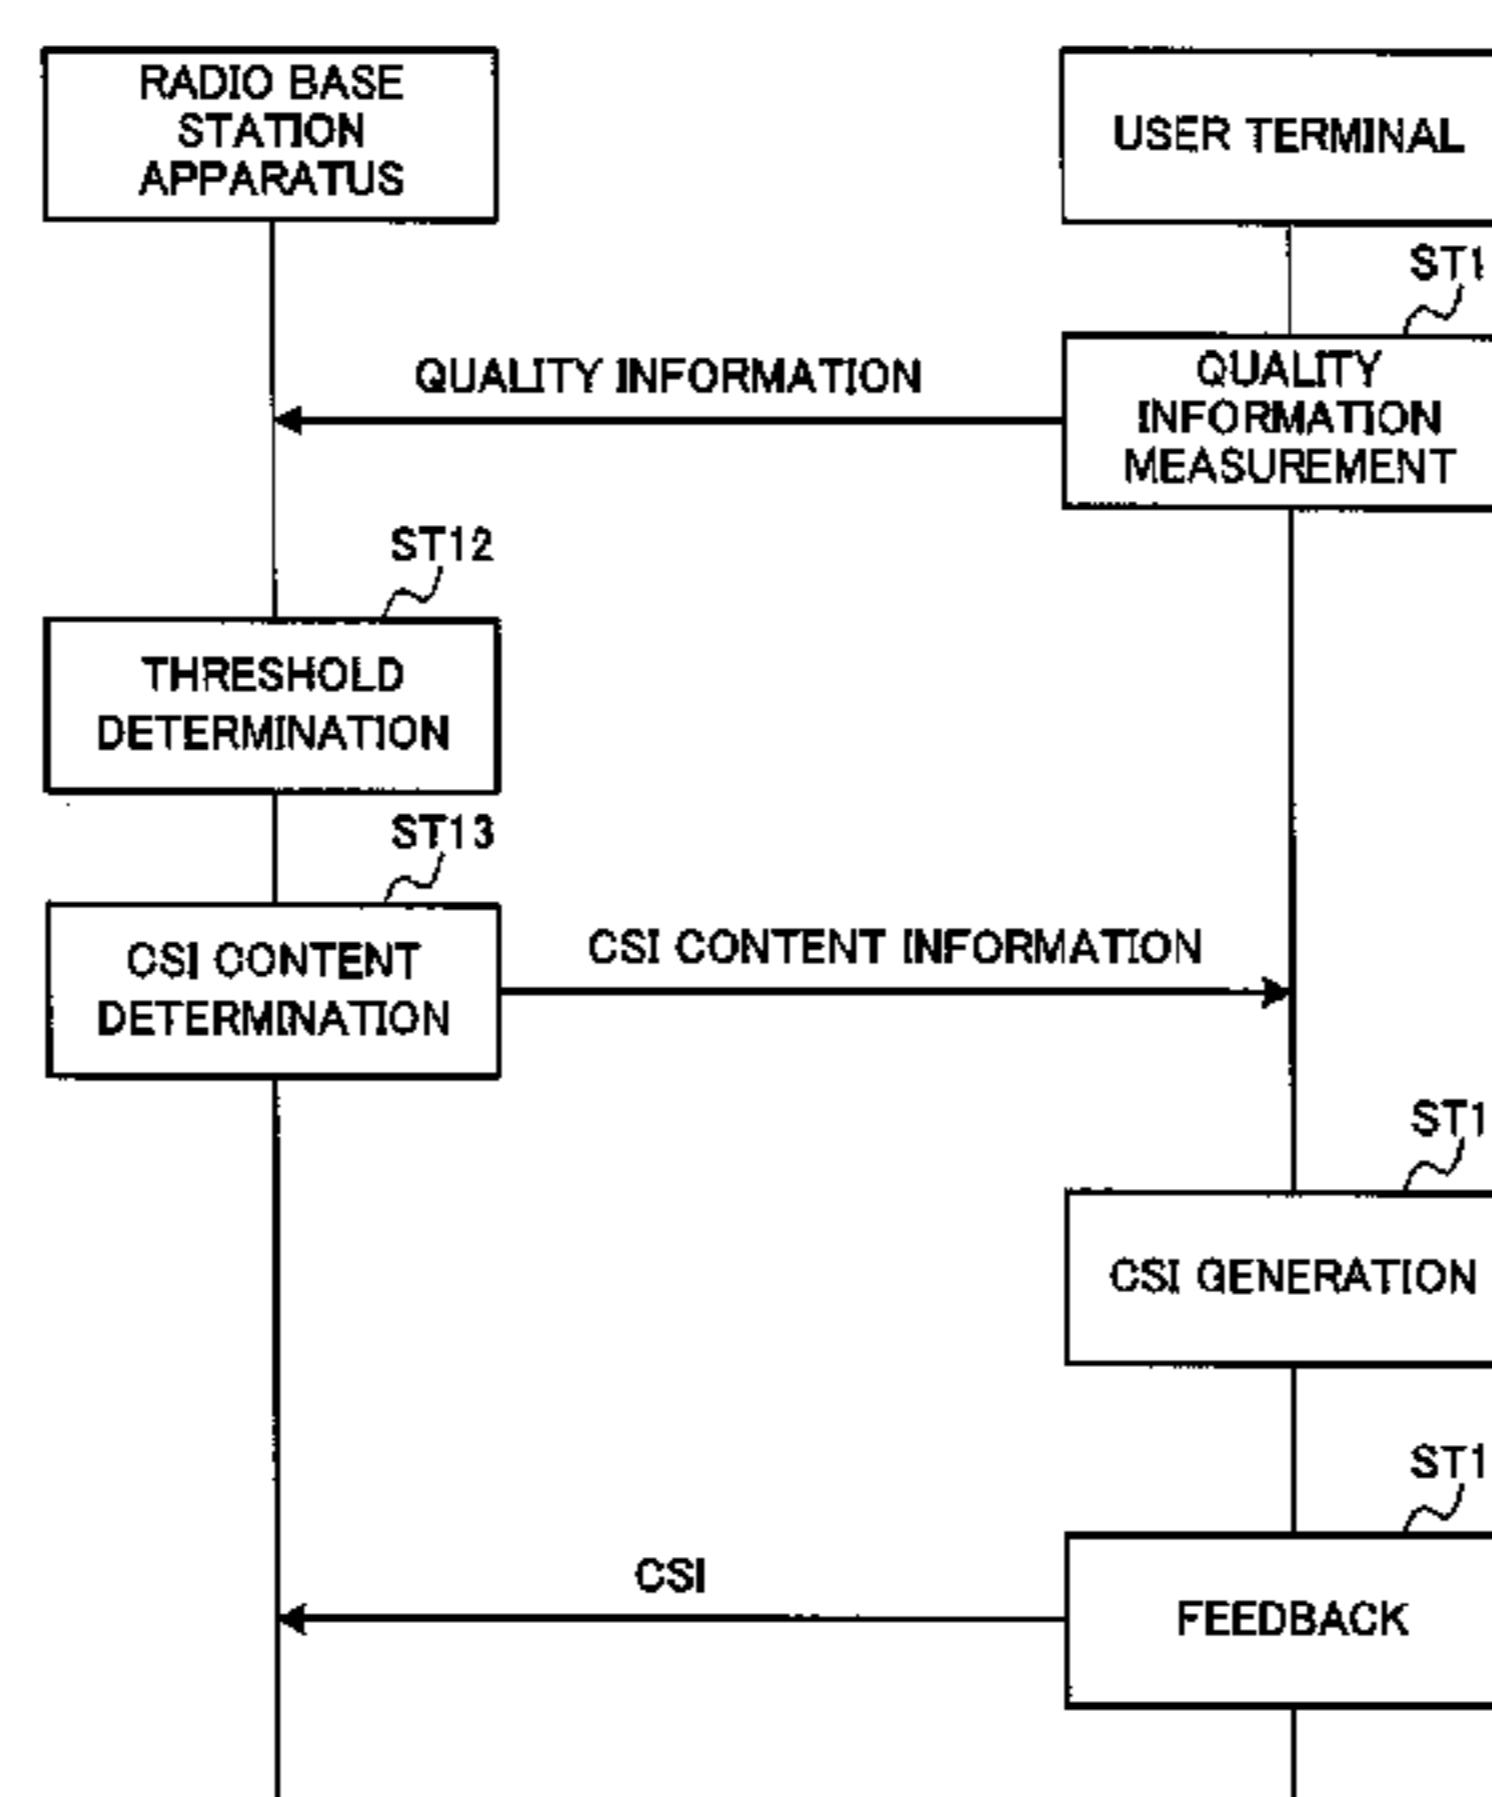 RADIO BASE
STATION
APPARATUS
USER TERMINAL
ST1
QUALITY INFORMATION
QUALITY
INFORMATION
MEASUREMENT
ST12
THRESHOLD
DETERMINATION
ST13
CSI CONTENT
DETERMINATION
CSI CONTENT INFORMATION
ST1
CSI GENERATION
ST1
CSI
FEEDBACK